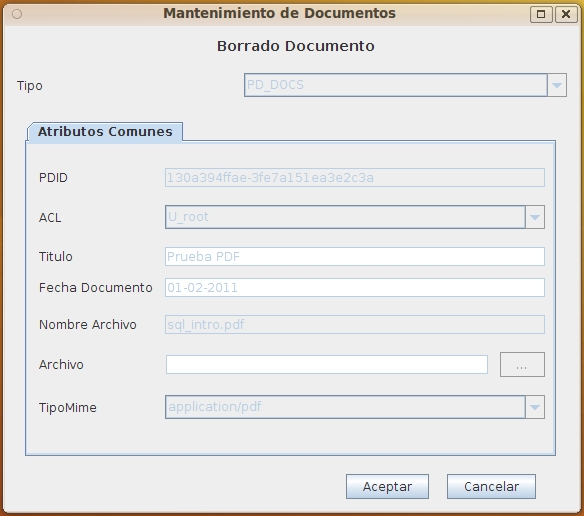 Mantenimiento de Documentos
Borrado Documento
Tipo PD_DOCS
Atributos Comunes
PDID 130a394ffae-3fe7a151ea3e2c3a
ACL U_root
Titulo Prueba PDF
Fecha Documento 01-02-2011
Nombre Archivo sql_intro.pdf
Archivo ...
TipoMime application/pdf
Aceptar Cancelar